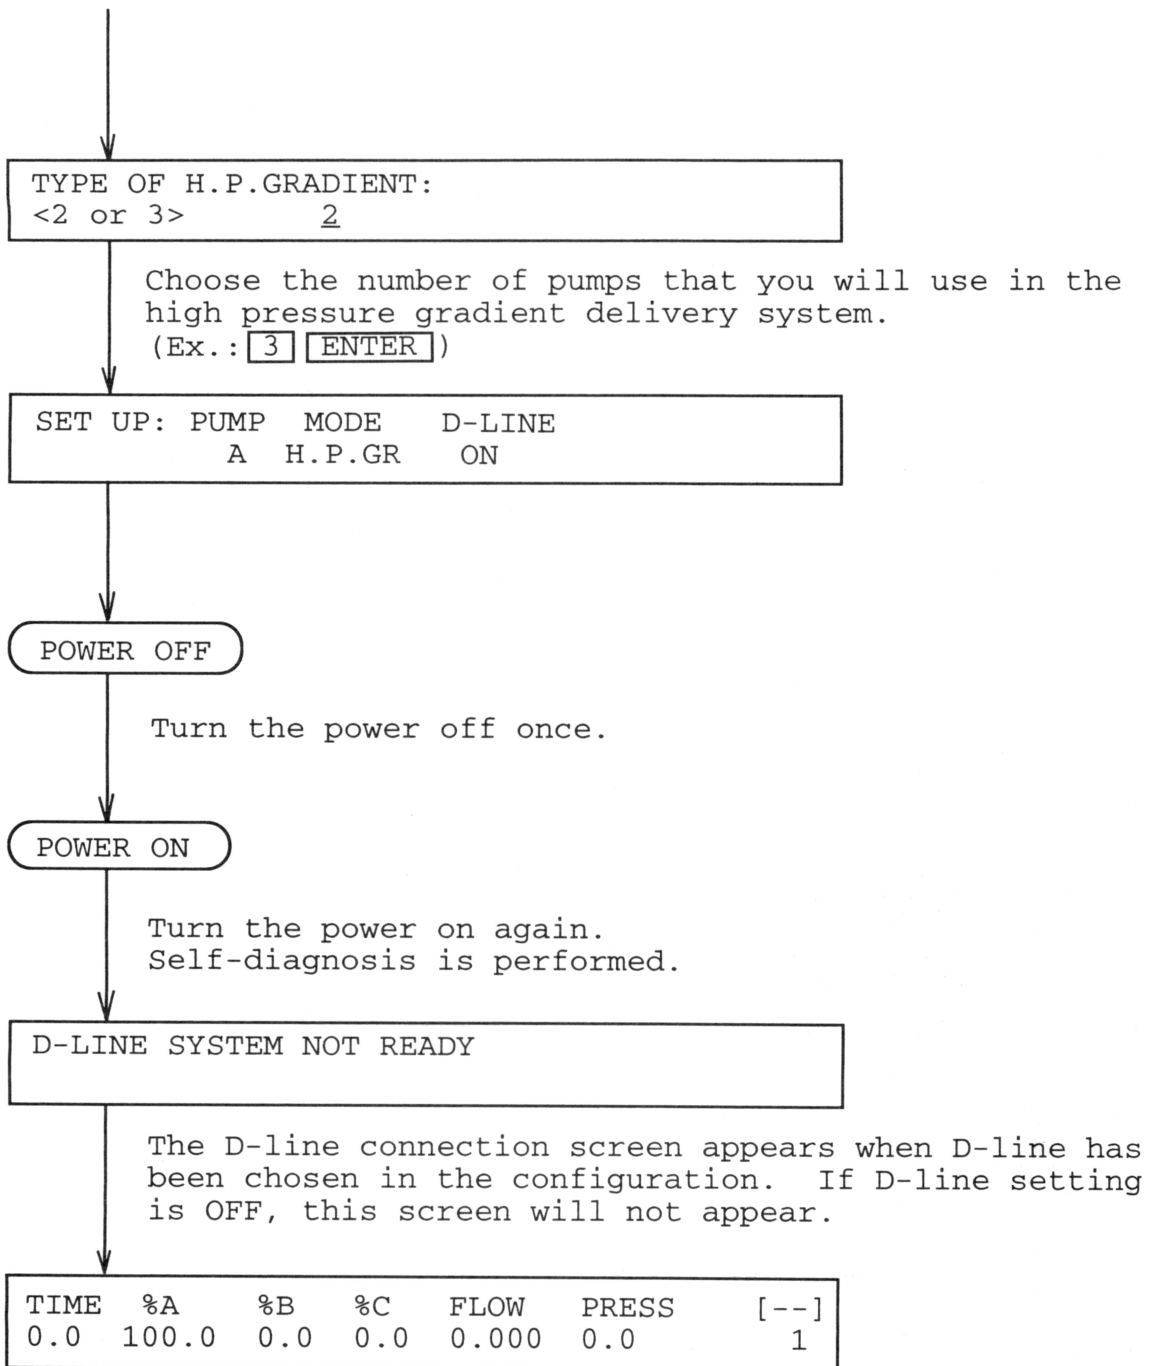 TYPE OF H.P.GRADIENT:
<2 or 3> 2
Choose the number of pumps that you will use in the
high pressure gradient delivery system.
(Ex.: 3 ENTER )
SET UP: PUMP MODE D-LINE
A H.P.GR ON
POWER OFF
Turn the power off once.
POWER ON
Turn the power on again.
Self-diagnosis is performed.
D-LINE SYSTEM NOT READY
The D-line connection screen appears when D-line has
been chosen in the configuration. If D-line setting
is OFF, this screen will not appear.
TIME %A %B %C FLOW PRESS [--]
0.0 100.0 0.0 0.0 0.000 0.0 1